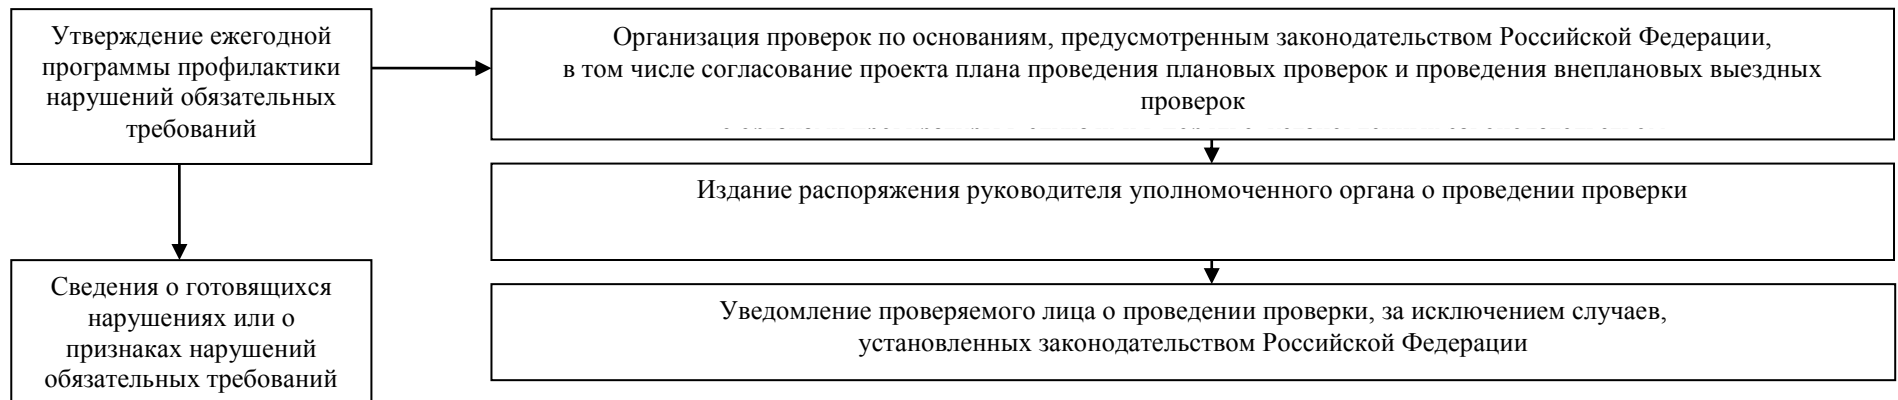 Утверждение ежегодной
программы профилактики
нарушений обязательных
требований
Организация проверок по основаниям, предусмотренным законодательством Российской Федерации,
в том числе согласование проекта плана проведения плановых проверок и проведения внеплановых выездных
проверок
Издание распоряжения руководителя уполномоченного органа о проведении проверки
Сведения о готовящихся
нарушениях или о
признаках нарушений
обязательных требований
Уведомление проверяемого лица о проведении проверки, за исключением случаев,
установленных законодательством Российской Федерации